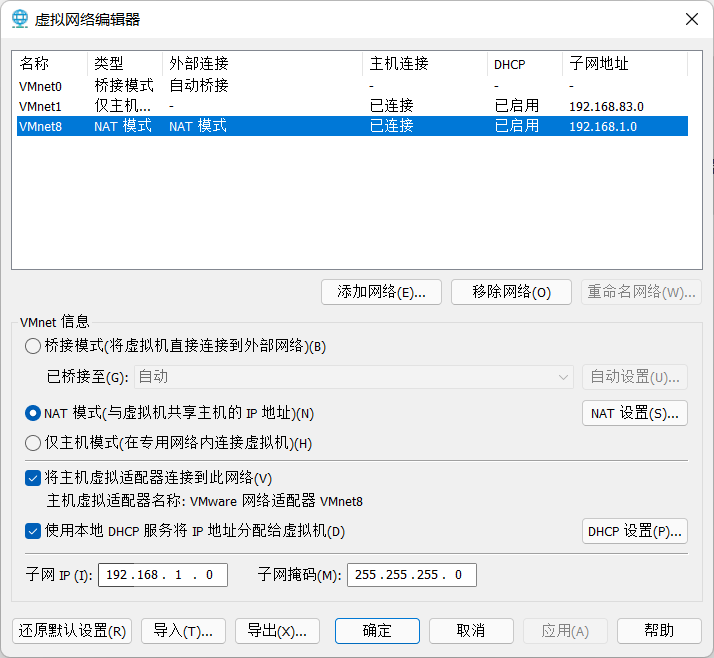 虚拟网络编辑器
名称 类型 外部连接 主机连接 DHCP 子网地址
VMnet0 桥接模式 自动桥接 - - -
VMnet1 仅主机... - 已连接 已启用 192.168.83.0
VMnet8 NAT 模式 NAT 模式 已连接 已启用 192.168.1.0
添加网络(E)... 移除网络(O) 重命名网络(W)...
VMnet 信息
桥接模式(将虚拟机直接连接到外部网络)(B)
已桥接至(G): 自动 自动设置(U)...
NAT 模式(与虚拟机共享主机的 IP 地址)(N) NAT 设置(S)...
仅主机模式(在专用网络内连接虚拟机)(H)
将主机虚拟适配器连接到此网络(V)
主机虚拟适配器名称: VMware 网络适配器 VMnet8
使用本地 DHCP 服务将 IP 地址分配给虚拟机(D) DHCP 设置(P)...
子网 IP (I): 192 .168 . 1 . 0 子网掩码(M): 255 .255 .255 . 0
还原默认设置(R) 导入(T)... 导出(X)... 确定 取消 应用(A) 帮助